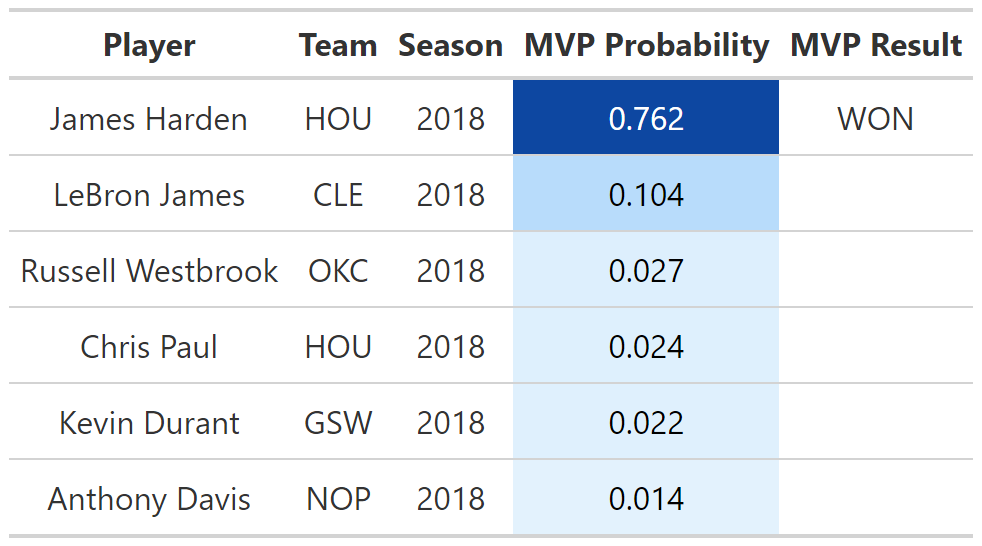 Player Team Season MVP Probability MVP Result
James Harden HOU 2018 0.762 WON
LeBron James CLE 2018 0.104
Russell Westbrook OKC 2018 0.027
Chris Paul HOU 2018 0.024
Kevin Durant GSW 2018 0.022
Anthony Davis NOP 2018 0.014